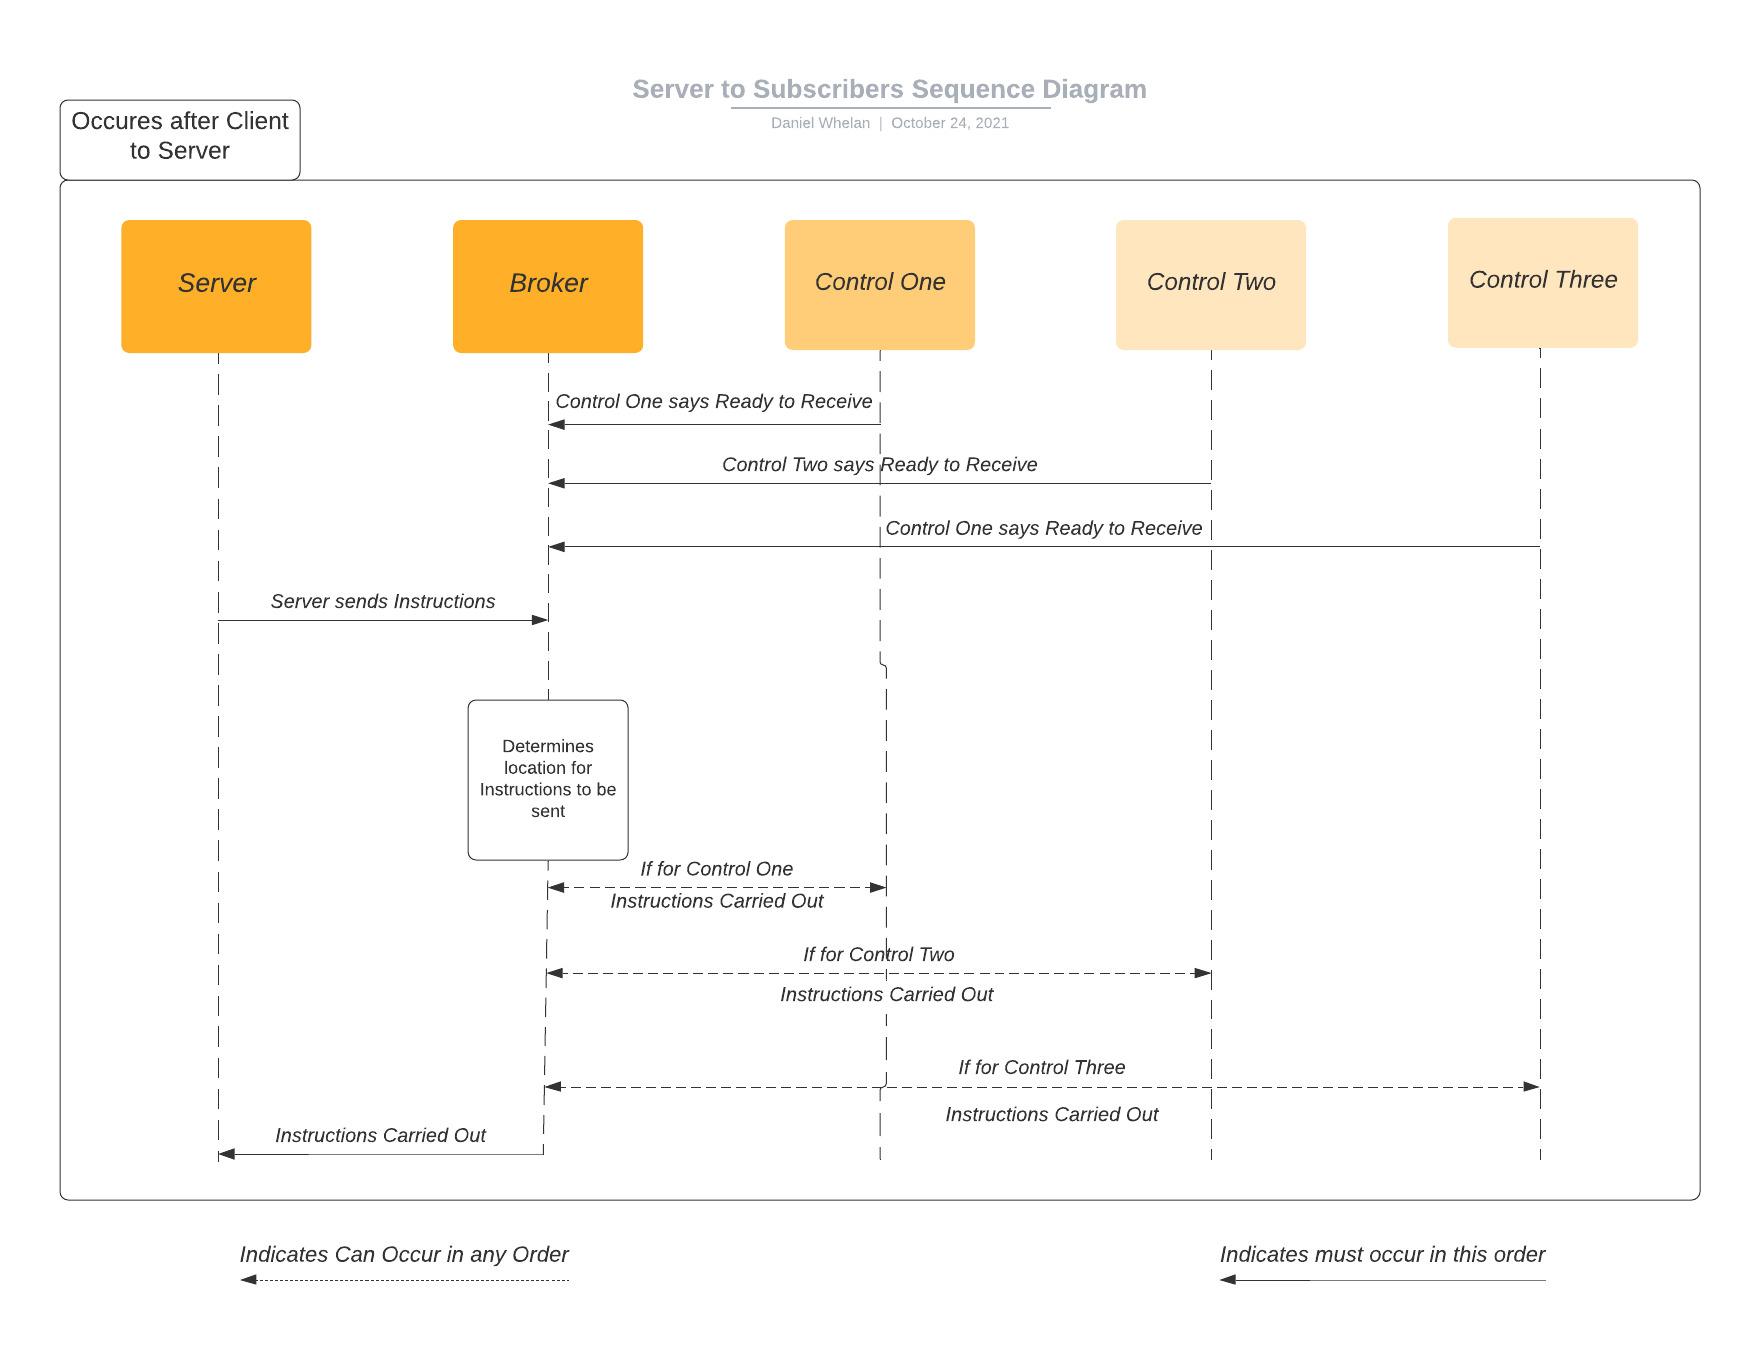 Server to Subscribers Sequence Diagram
Daniel Whelan | October 24, 2021
Occures after Client
to Server
Server
Broker
Control One
Control Two
Control Three
Control One says Ready to Receive
Control Two says Ready to Receive
Control One says Ready to Receive
Server sends Instructions
Determines
location for
Instructions to be
sent
If for Control One
Instructions Carried Out
If for Control Two
Instructions Carried Out
If for Control Three
Instructions Carried Out
Instructions Carried Out
Indicates Can Occur in any Order
Indicates must occur in this order